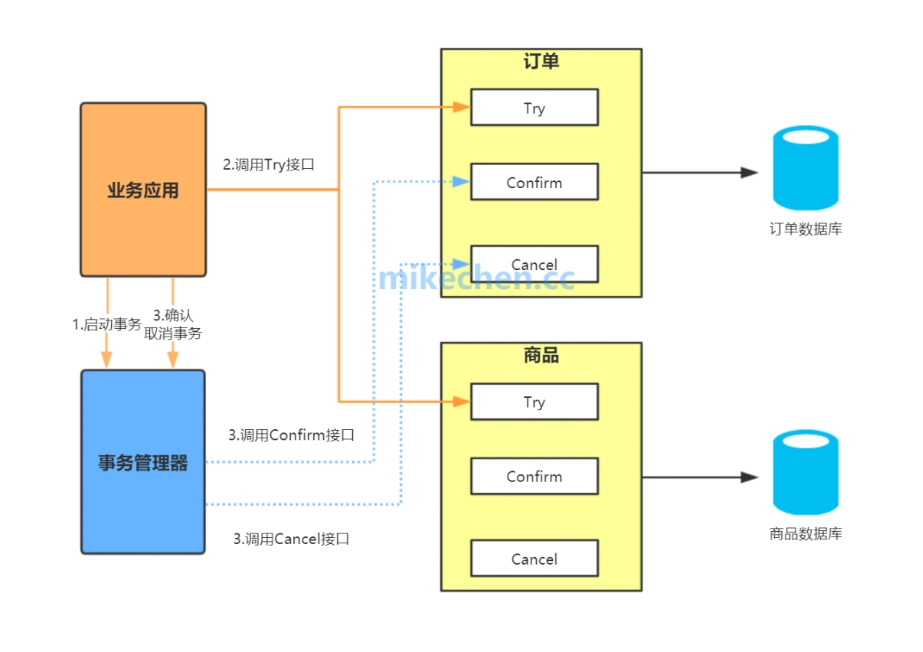 订单
Try
2.调用Try接口
业务应用
Confirm
订单数据库
Cancel
mikechen.cc
1.启动事务
3.确认
取消事务
商品
Try
3.调用Confirm接口
事务管理器
Confirm
商品数据库
3.调用Cancel接口
Cancel